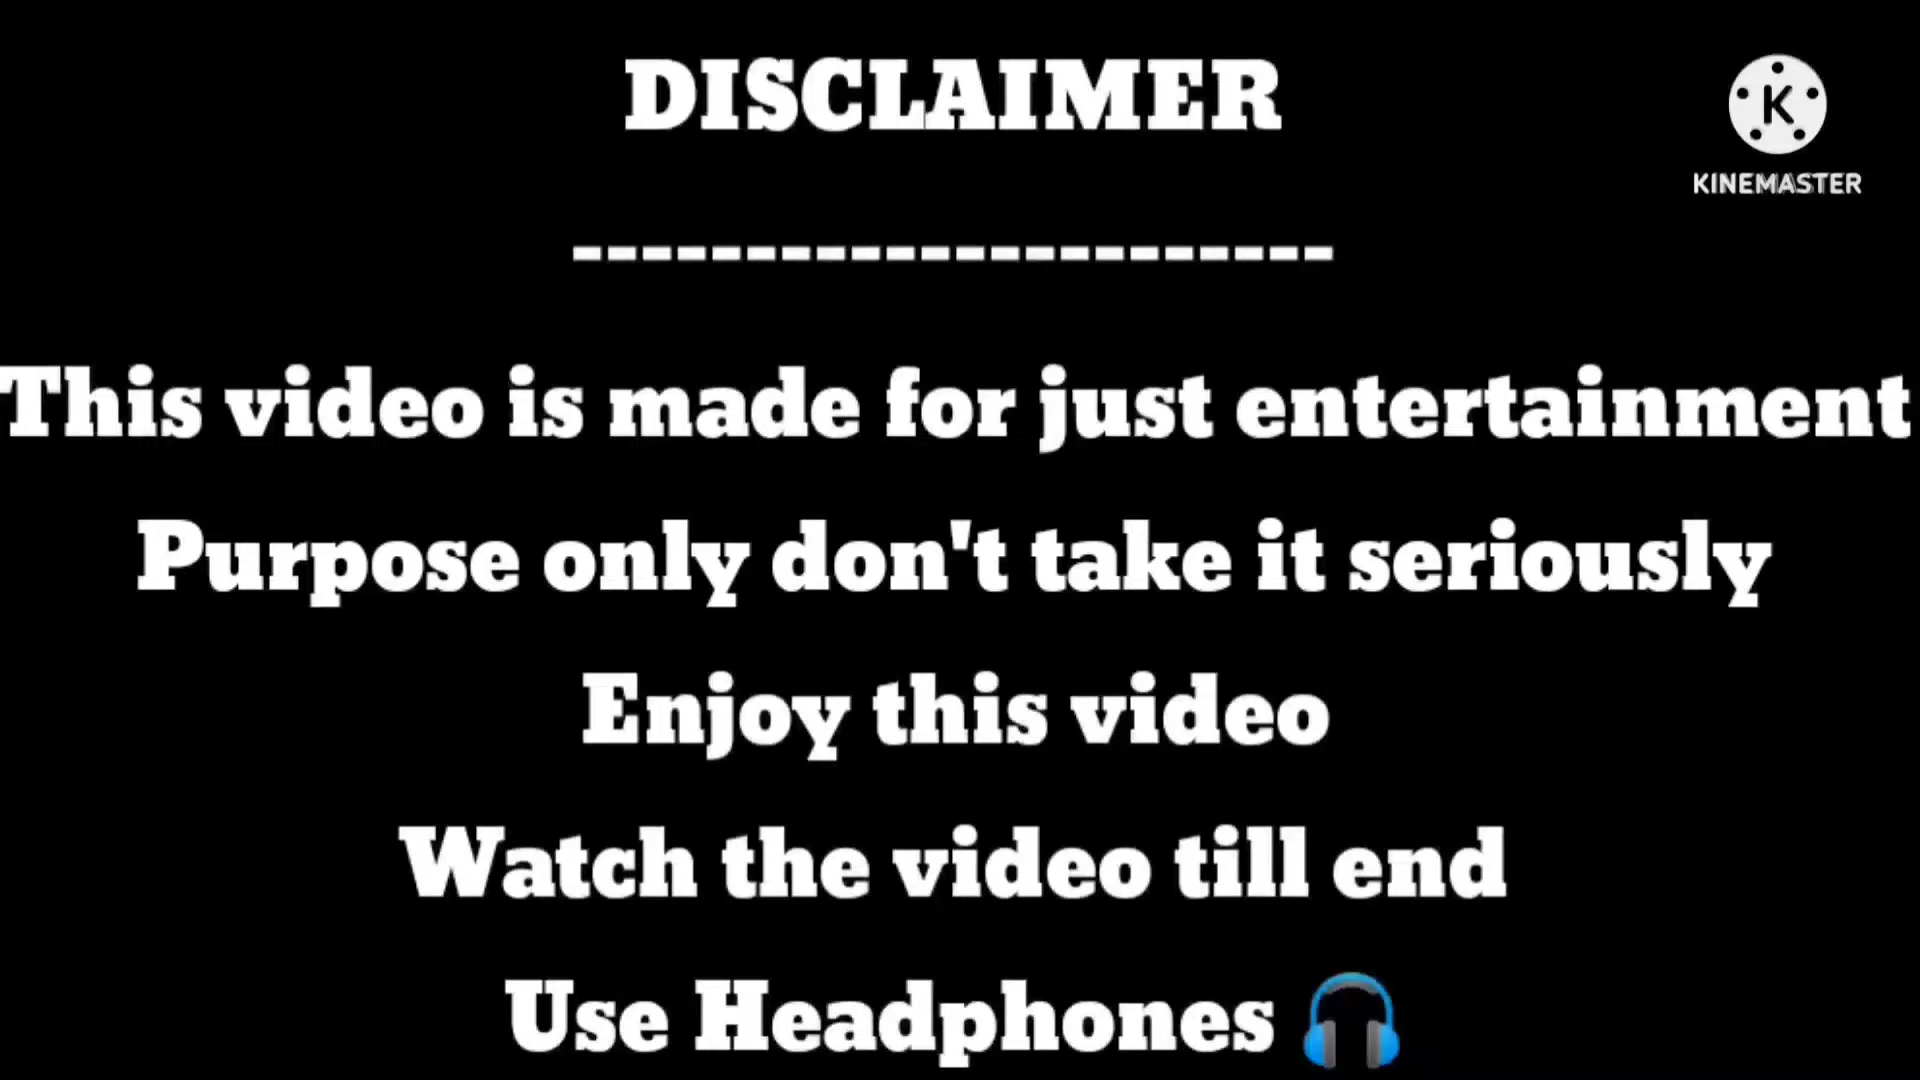 DISCLAIMER
K
KINEMASTER
----------------------
This video is made for just entertainment
Purpose only don't take it seriously
Enjoy this video
Watch the video till end
Use Headphones 🎧